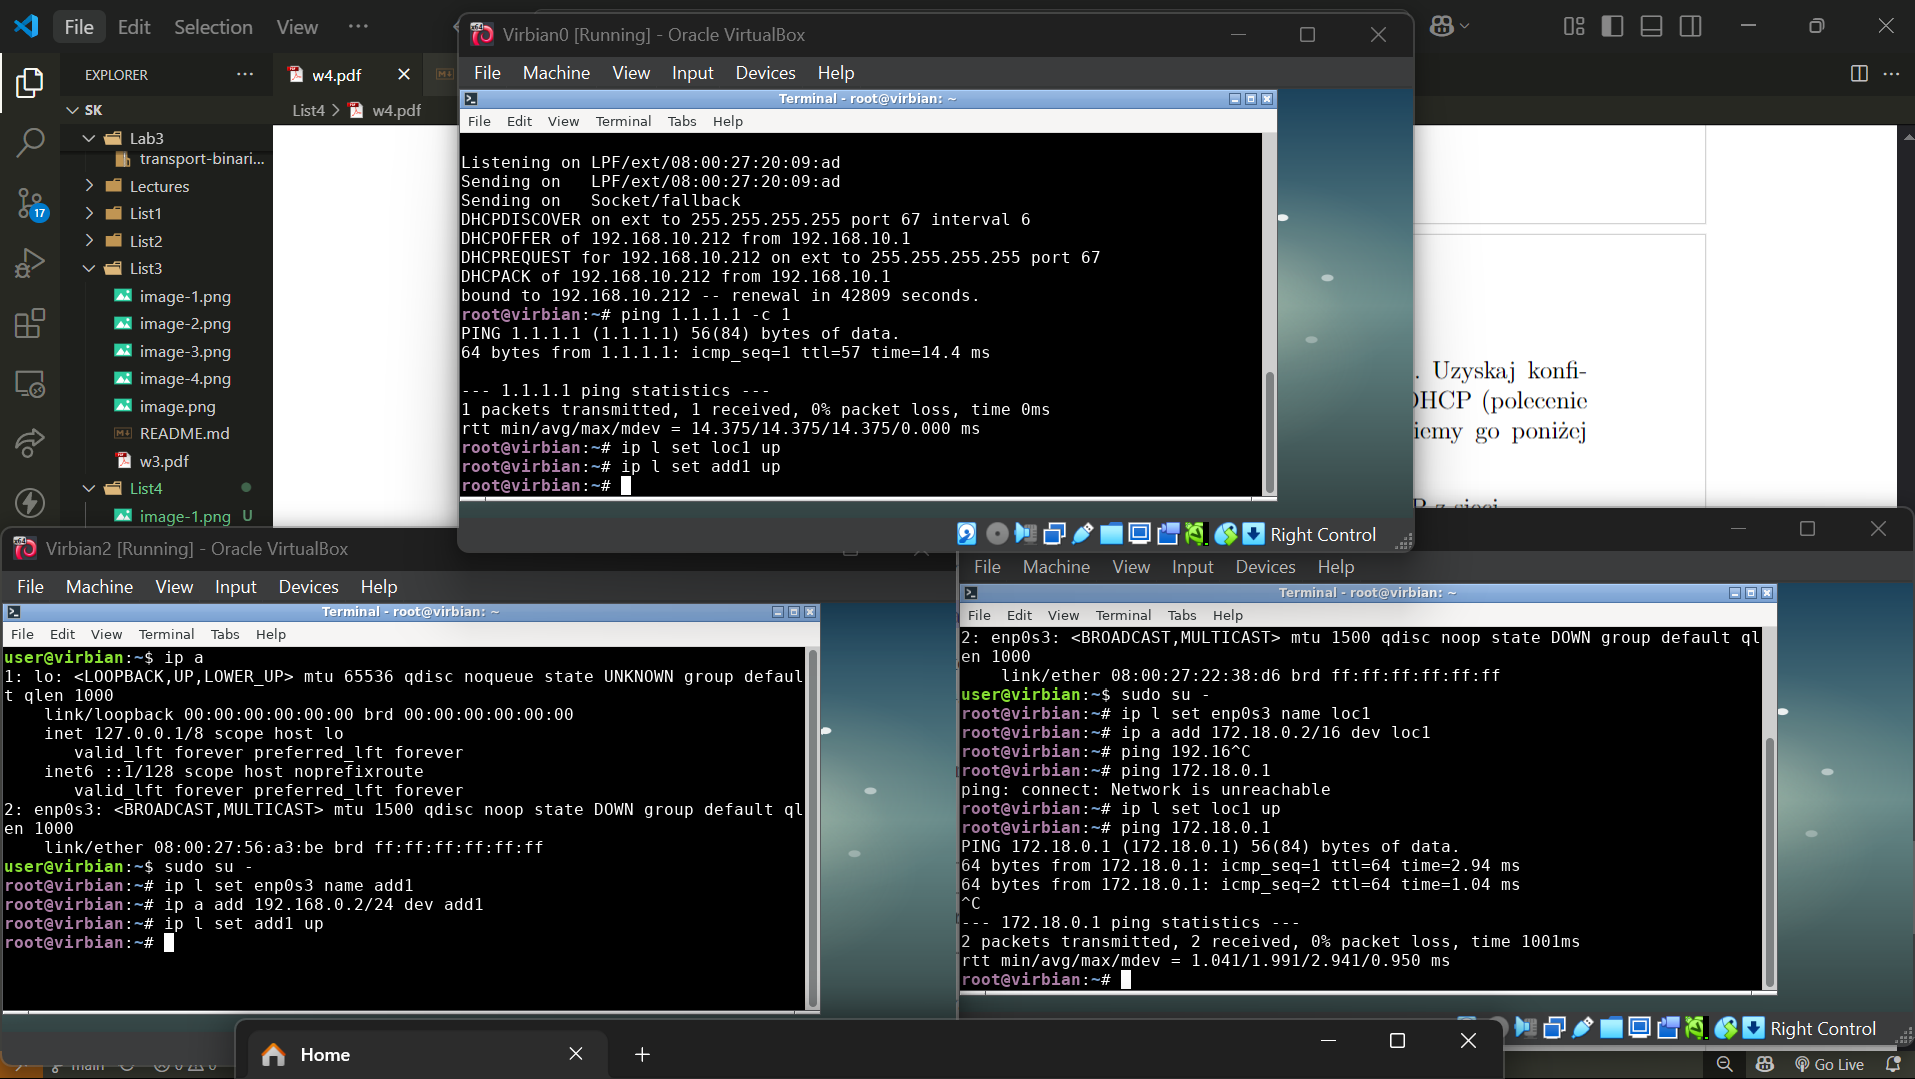 File Edit Selection View ···
EXPLORER ···
w4.pdf
SK
List4 > w4.pdf
Lab3
transport-binari...
Lectures
List1
List2
List3
image-1.png
image-2.png
image-3.png
image-4.png
image.png
README.md
w3.pdf
List4
image-1.png U
17
Virbian0 [Running] - Oracle VirtualBox
File Machine View Input Devices Help
Terminal - root@virbian: ~
File Edit View Terminal Tabs Help
Listening on LPF/ext/08:00:27:20:09:ad
Sending on   LPF/ext/08:00:27:20:09:ad
Sending on   Socket/fallback
DHCPDISCOVER on ext to 255.255.255.255 port 67 interval 6
DHCPOFFER of 192.168.10.212 from 192.168.10.1
DHCPREQUEST for 192.168.10.212 on ext to 255.255.255.255 port 67
DHCPACK of 192.168.10.212 from 192.168.10.1
bound to 192.168.10.212 -- renewal in 42809 seconds.
root@virbian:~# ping 1.1.1.1 -c 1
PING 1.1.1.1 (1.1.1.1) 56(84) bytes of data.
64 bytes from 1.1.1.1: icmp_seq=1 ttl=57 time=14.4 ms
--- 1.1.1.1 ping statistics ---
1 packets transmitted, 1 received, 0% packet loss, time 0ms
rtt min/avg/max/mdev = 14.375/14.375/14.375/0.000 ms
root@virbian:~# ip l set loc1 up
root@virbian:~# ip l set add1 up
root@virbian:~#
Right Control
. Uzyskaj konfi-
DHCP (polecenie
iemy go poniżej
Virbian2 [Running] - Oracle VirtualBox
File Machine View Input Devices Help
Terminal - root@virbian: ~
File Edit View Terminal Tabs Help
user@virbian:~$ ip a
1: lo: <LOOPBACK,UP,LOWER_UP> mtu 65536 qdisc noqueue state UNKNOWN group defaul
t qlen 1000
    link/loopback 00:00:00:00:00:00 brd 00:00:00:00:00:00
    inet 127.0.0.1/8 scope host lo
       valid_lft forever preferred_lft forever
    inet6 ::1/128 scope host noprefixroute
       valid_lft forever preferred_lft forever
2: enp0s3: <BROADCAST,MULTICAST> mtu 1500 qdisc noop state DOWN group default ql
en 1000
    link/ether 08:00:27:56:a3:be brd ff:ff:ff:ff:ff:ff
user@virbian:~$ sudo su -
root@virbian:~# ip l set enp0s3 name add1
root@virbian:~# ip a add 192.168.0.2/24 dev add1
root@virbian:~# ip l set add1 up
root@virbian:~#
File Machine View Input Devices Help
Terminal - root@virbian: ~
File Edit View Terminal Tabs Help
2: enp0s3: <BROADCAST,MULTICAST> mtu 1500 qdisc noop state DOWN group default ql
en 1000
    link/ether 08:00:27:22:38:d6 brd ff:ff:ff:ff:ff:ff
user@virbian:~$ sudo su -
root@virbian:~# ip l set enp0s3 name loc1
root@virbian:~# ip a add 172.18.0.2/16 dev loc1
root@virbian:~# ping 192.16^C
root@virbian:~# ping 172.18.0.1
ping: connect: Network is unreachable
root@virbian:~# ip l set loc1 up
root@virbian:~# ping 172.18.0.1
PING 172.18.0.1 (172.18.0.1) 56(84) bytes of data.
64 bytes from 172.18.0.1: icmp_seq=1 ttl=64 time=2.94 ms
64 bytes from 172.18.0.1: icmp_seq=2 ttl=64 time=1.04 ms
^C
--- 172.18.0.1 ping statistics ---
2 packets transmitted, 2 received, 0% packet loss, time 1001ms
rtt min/avg/max/mdev = 1.041/1.991/2.941/0.950 ms
root@virbian:~#
Right Control
Home
main
Go Live